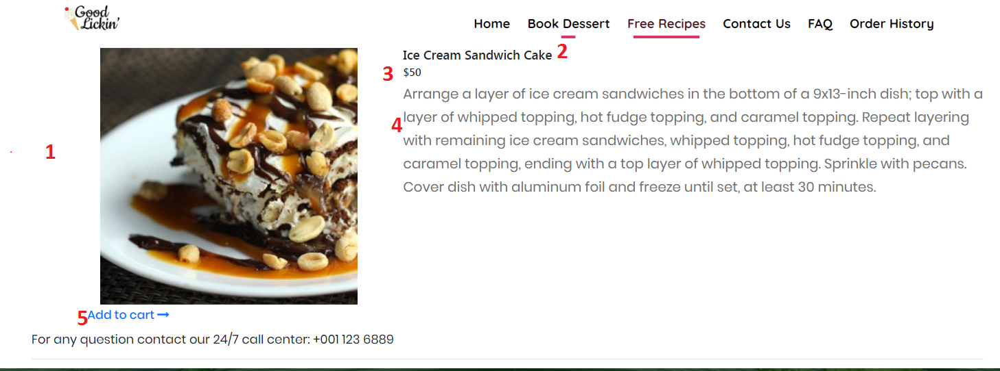 Good
Lickin'
Home Book Dessert Free Recipes Contact Us FAQ Order History
Ice Cream Sandwich Cake 2
3 $50
Arrange a layer of ice cream sandwiches in the bottom of a 9x13-inch dish; top with a
4 layer of whipped topping, hot fudge topping, and caramel topping. Repeat layering
with remaining ice cream sandwiches, whipped topping, hot fudge topping, and
caramel topping, ending with a top layer of whipped topping. Sprinkle with pecans.
Cover dish with aluminum foil and freeze until set, at least 30 minutes.
1
5 Add to cart →
For any question contact our 24/7 call center: +001 123 6889